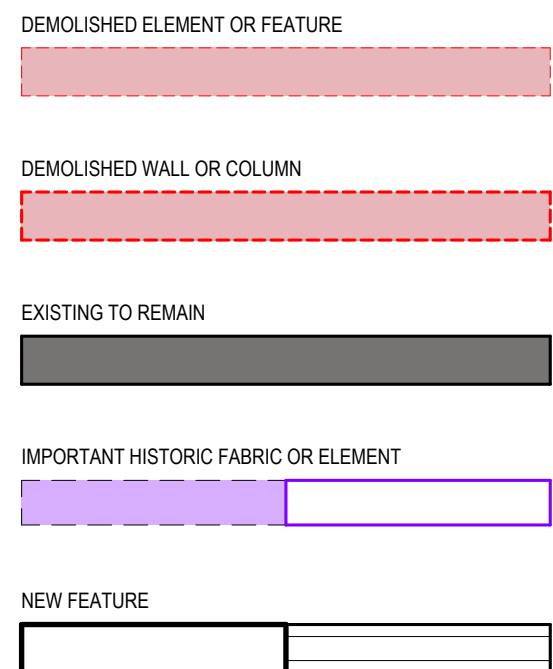 DEMOLISHED ELEMENT OR FEATURE
DEMOLISHED WALL OR COLUMN
EXISTING TO REMAIN
IMPORTANT HISTORIC FABRIC OR ELEMENT
NEW FEATURE